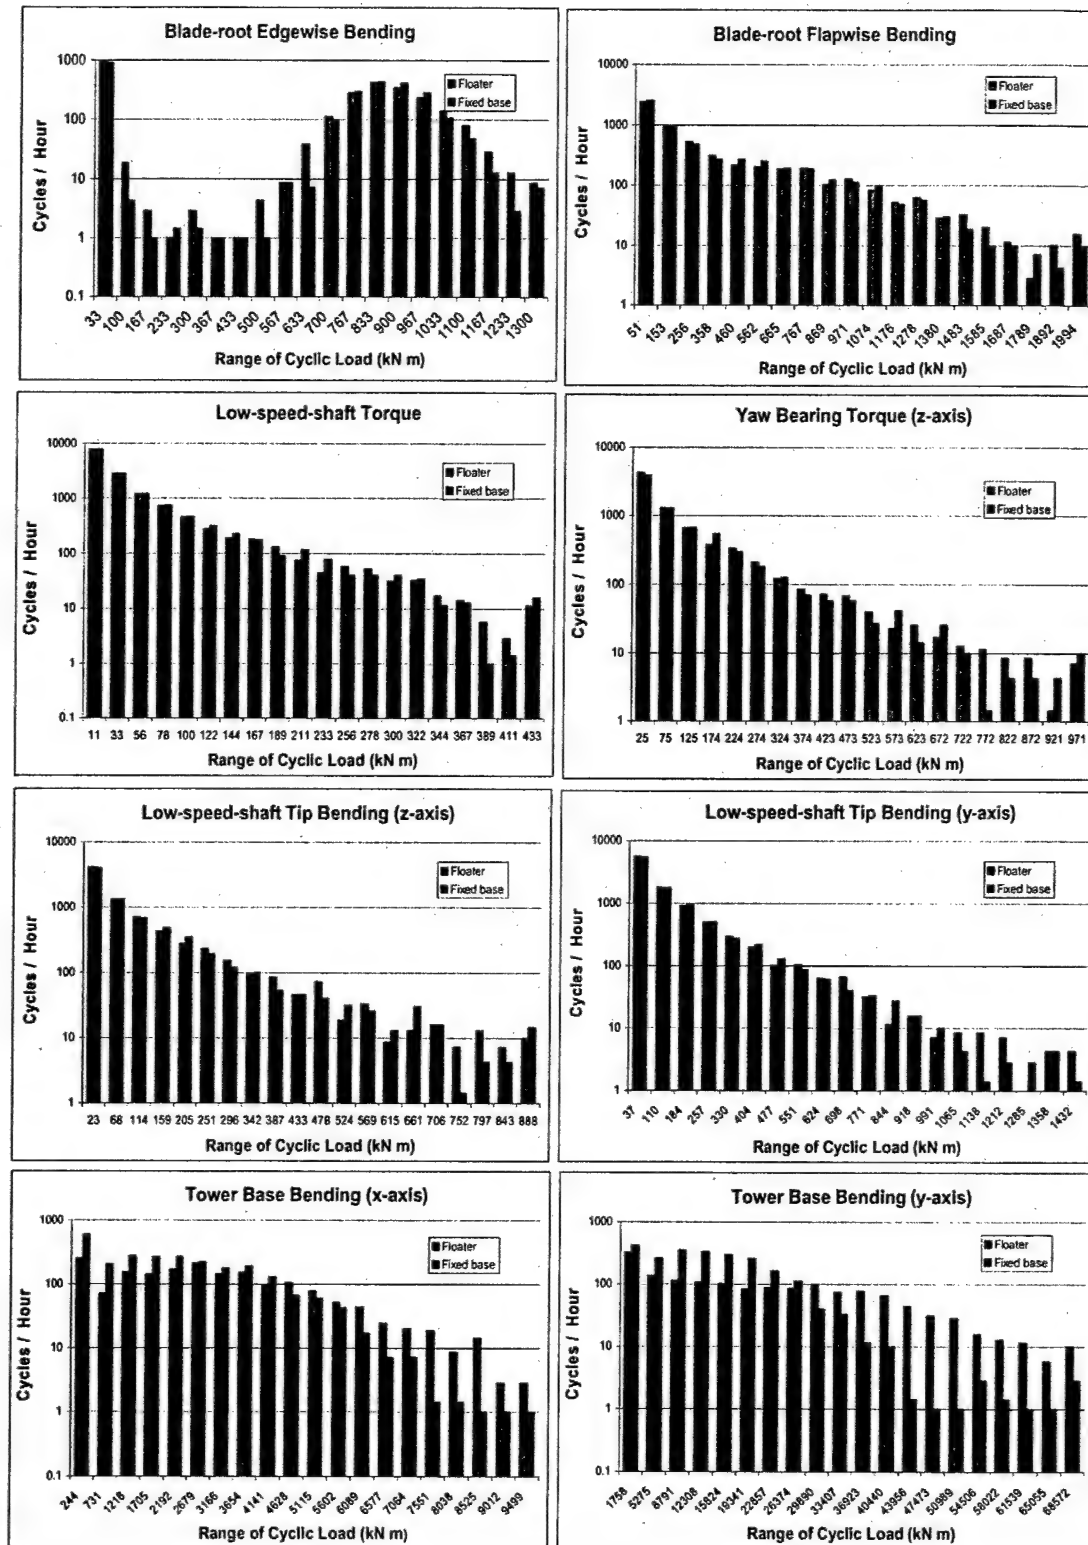 Blade-root Edgewise Bending
1000
100
10
1
0.1
Cycles / Hour
Floater
Fixed base
33 100 167 233 300 367 433 500 567 633 700 767 833 900 967 1033 1100 1167 1233 1300
Range of Cyclic Load (kN m)
Blade-root Flapwise Bending
10000
1000
100
10
1
Cycles / Hour
Floater
Fixed base
51 153 256 358 460 562 665 767 869 971 1074 1176 1278 1380 1483 1585 1687 1789 1892 1994
Range of Cyclic Load (kN m)
Low-speed-shaft Torque
10000
1000
100
10
1
0.1
Cycles / Hour
Floater
Fixed base
11 33 56 78 100 122 144 167 189 211 233 256 278 300 322 344 367 389 411 433
Range of Cyclic Load (kN m)
Yaw Bearing Torque (z-axis)
10000
1000
100
10
1
Cycles / Hour
Floater
Fixed base
25 75 125 174 224 274 324 374 423 473 523 573 623 672 722 772 822 872 921 971
Range of Cyclic Load (kN m)
Low-speed-shaft Tip Bending (z-axis)
10000
1000
100
10
1
Cycles / Hour
Floater
Fixed base
23 68 114 159 205 251 296 342 387 433 478 524 569 615 661 706 752 797 843 888
Range of Cyclic Load (kN m)
Low-speed-shaft Tip Bending (y-axis)
10000
1000
100
10
1
Cycles / Hour
Floater
Fixed base
37 110 184 257 330 404 477 551 624 698 771 844 918 991 1065 1138 1212 1285 1358 1432
Range of Cyclic Load (kN m)
Tower Base Bending (x-axis)
1000
100
10
1
0.1
Cycles / Hour
Floater
Fixed base
244 731 1218 1705 2192 2679 3166 3654 4141 4628 5115 5602 6089 6577 7064 7551 8038 8525 9012 9499
Range of Cyclic Load (kN m)
Tower Base Bending (y-axis)
1000
100
10
1
0.1
Cycles / Hour
Floater
Fixed base
1758 5275 8791 12308 15824 19341 22857 26374 29890 33407 36923 40440 43956 47473 50989 54506 58022 61539 65055 68572
Range of Cyclic Load (kN m)